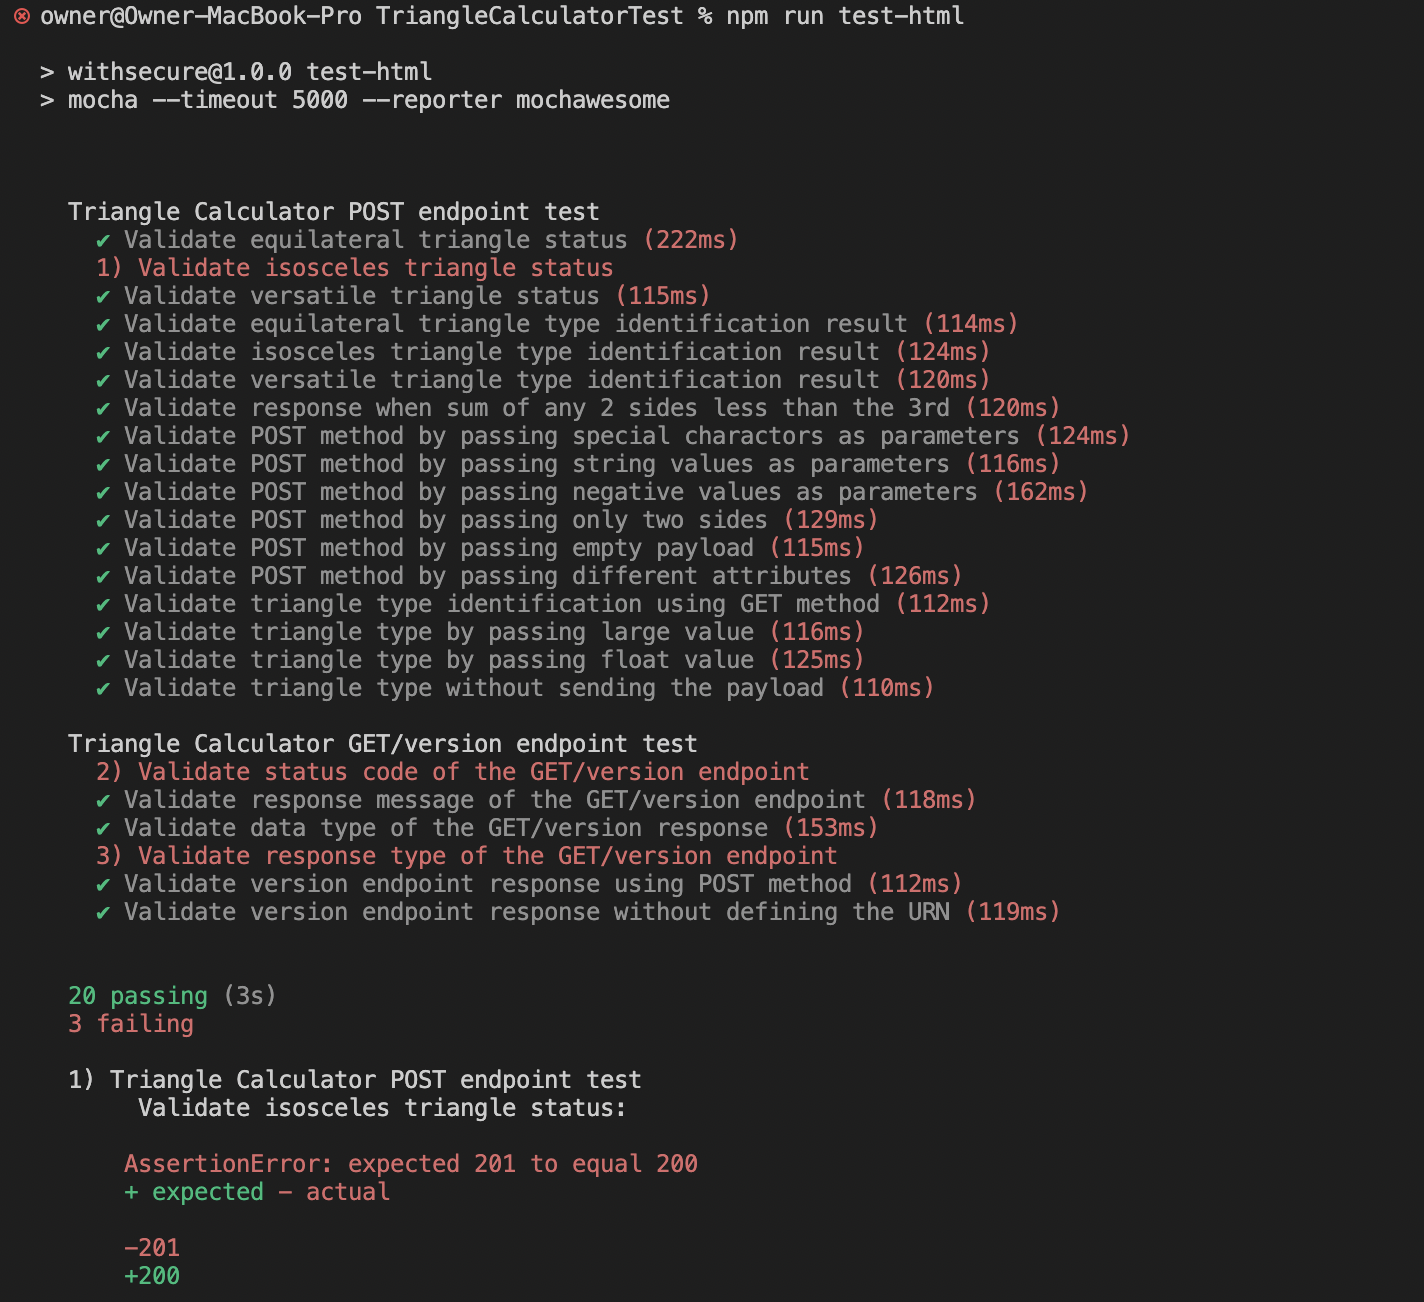 owner@Owner-MacBook-Pro TriangleCalculatorTest % npm run test-html
> withsecure@1.0.0 test-html
> mocha --timeout 5000 --reporter mochawesome
Triangle Calculator POST endpoint test
✔ Validate equilateral triangle status (222ms)
1) Validate isosceles triangle status
✔ Validate versatile triangle status (115ms)
✔ Validate equilateral triangle type identification result (114ms)
✔ Validate isosceles triangle type identification result (124ms)
✔ Validate versatile triangle type identification result (120ms)
✔ Validate response when sum of any 2 sides less than the 3rd (120ms)
✔ Validate POST method by passing special charactors as parameters (124ms)
✔ Validate POST method by passing string values as parameters (116ms)
✔ Validate POST method by passing negative values as parameters (162ms)
✔ Validate POST method by passing only two sides (129ms)
✔ Validate POST method by passing empty payload (115ms)
✔ Validate POST method by passing different attributes (126ms)
✔ Validate triangle type identification using GET method (112ms)
✔ Validate triangle type by passing large value (116ms)
✔ Validate triangle type by passing float value (125ms)
✔ Validate triangle type without sending the payload (110ms)
Triangle Calculator GET/version endpoint test
2) Validate status code of the GET/version endpoint
✔ Validate response message of the GET/version endpoint (118ms)
✔ Validate data type of the GET/version response (153ms)
3) Validate response type of the GET/version endpoint
✔ Validate version endpoint response using POST method (112ms)
✔ Validate version endpoint response without defining the URN (119ms)
20 passing (3s)
3 failing
1) Triangle Calculator POST endpoint test
Validate isosceles triangle status:
AssertionError: expected 201 to equal 200
+ expected - actual
-201
+200